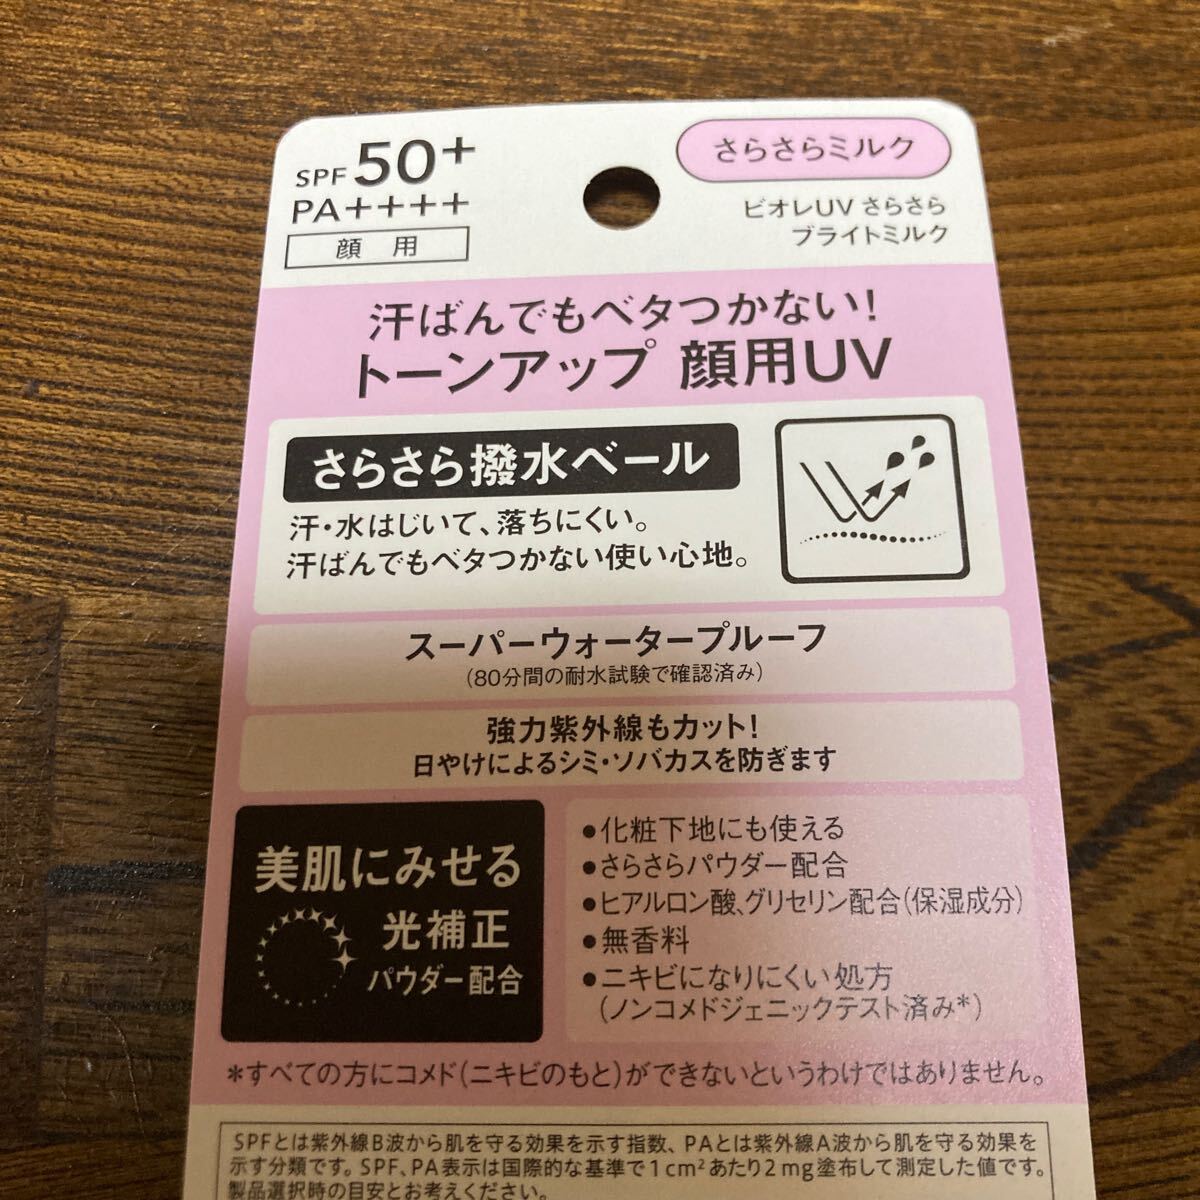 SPF 50+
PA++++
顔 用
さらさらミルク
ビオレUV さらさら
ブライトミルク
汗ばんでもベタつかない!
トーンアップ 顔用UV
さらさら撥水ベール
汗・水はじいて、落ちにくい。
汗ばんでもベタつかない使い心地。
スーパーウォータープルーフ
(80分間の耐水試験で確認済み)
強力紫外線もカット!
日やけによるシミ・ソバカスを防ぎます
美肌にみせる
光補正
パウダー配合
●化粧下地にも使える
●さらさらパウダー配合
●ヒアルロン酸、グリセリン配合(保湿成分)
●無香料
●ニキビになりにくい処方
(ノンコメドジェニックテスト済み*)
*すべての方にコメド(ニキビのもと)ができないというわけではありません。
SPFとは紫外線B波から肌を守る効果を示す指数、PAとは紫外線A波から肌を守る効果を
示す分類です。SPF、PA表示は国際的な基準で1cm²あたり2mg塗布して測定した値です。
製品選択時の目安とお考えください。